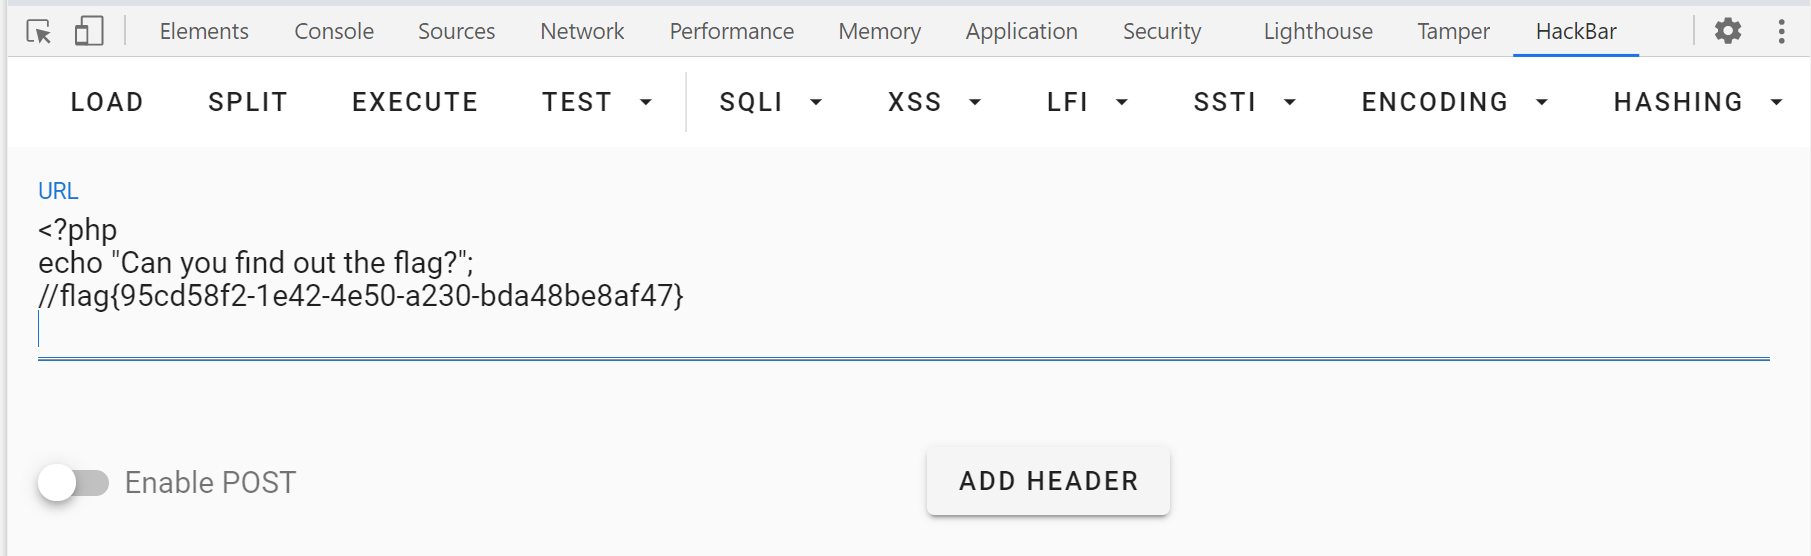 Elements Console Sources Network Performance Memory Application Security Lighthouse Tamper HackBar
LOAD SPLIT EXECUTE TEST SQLI XSS LFI SSTI ENCODING HASHING
URL
<?php
echo "Can you find out the flag?";
//flag{95cd58f2-1e42-4e50-a230-bda48be8af47}
Enable POST ADD HEADER